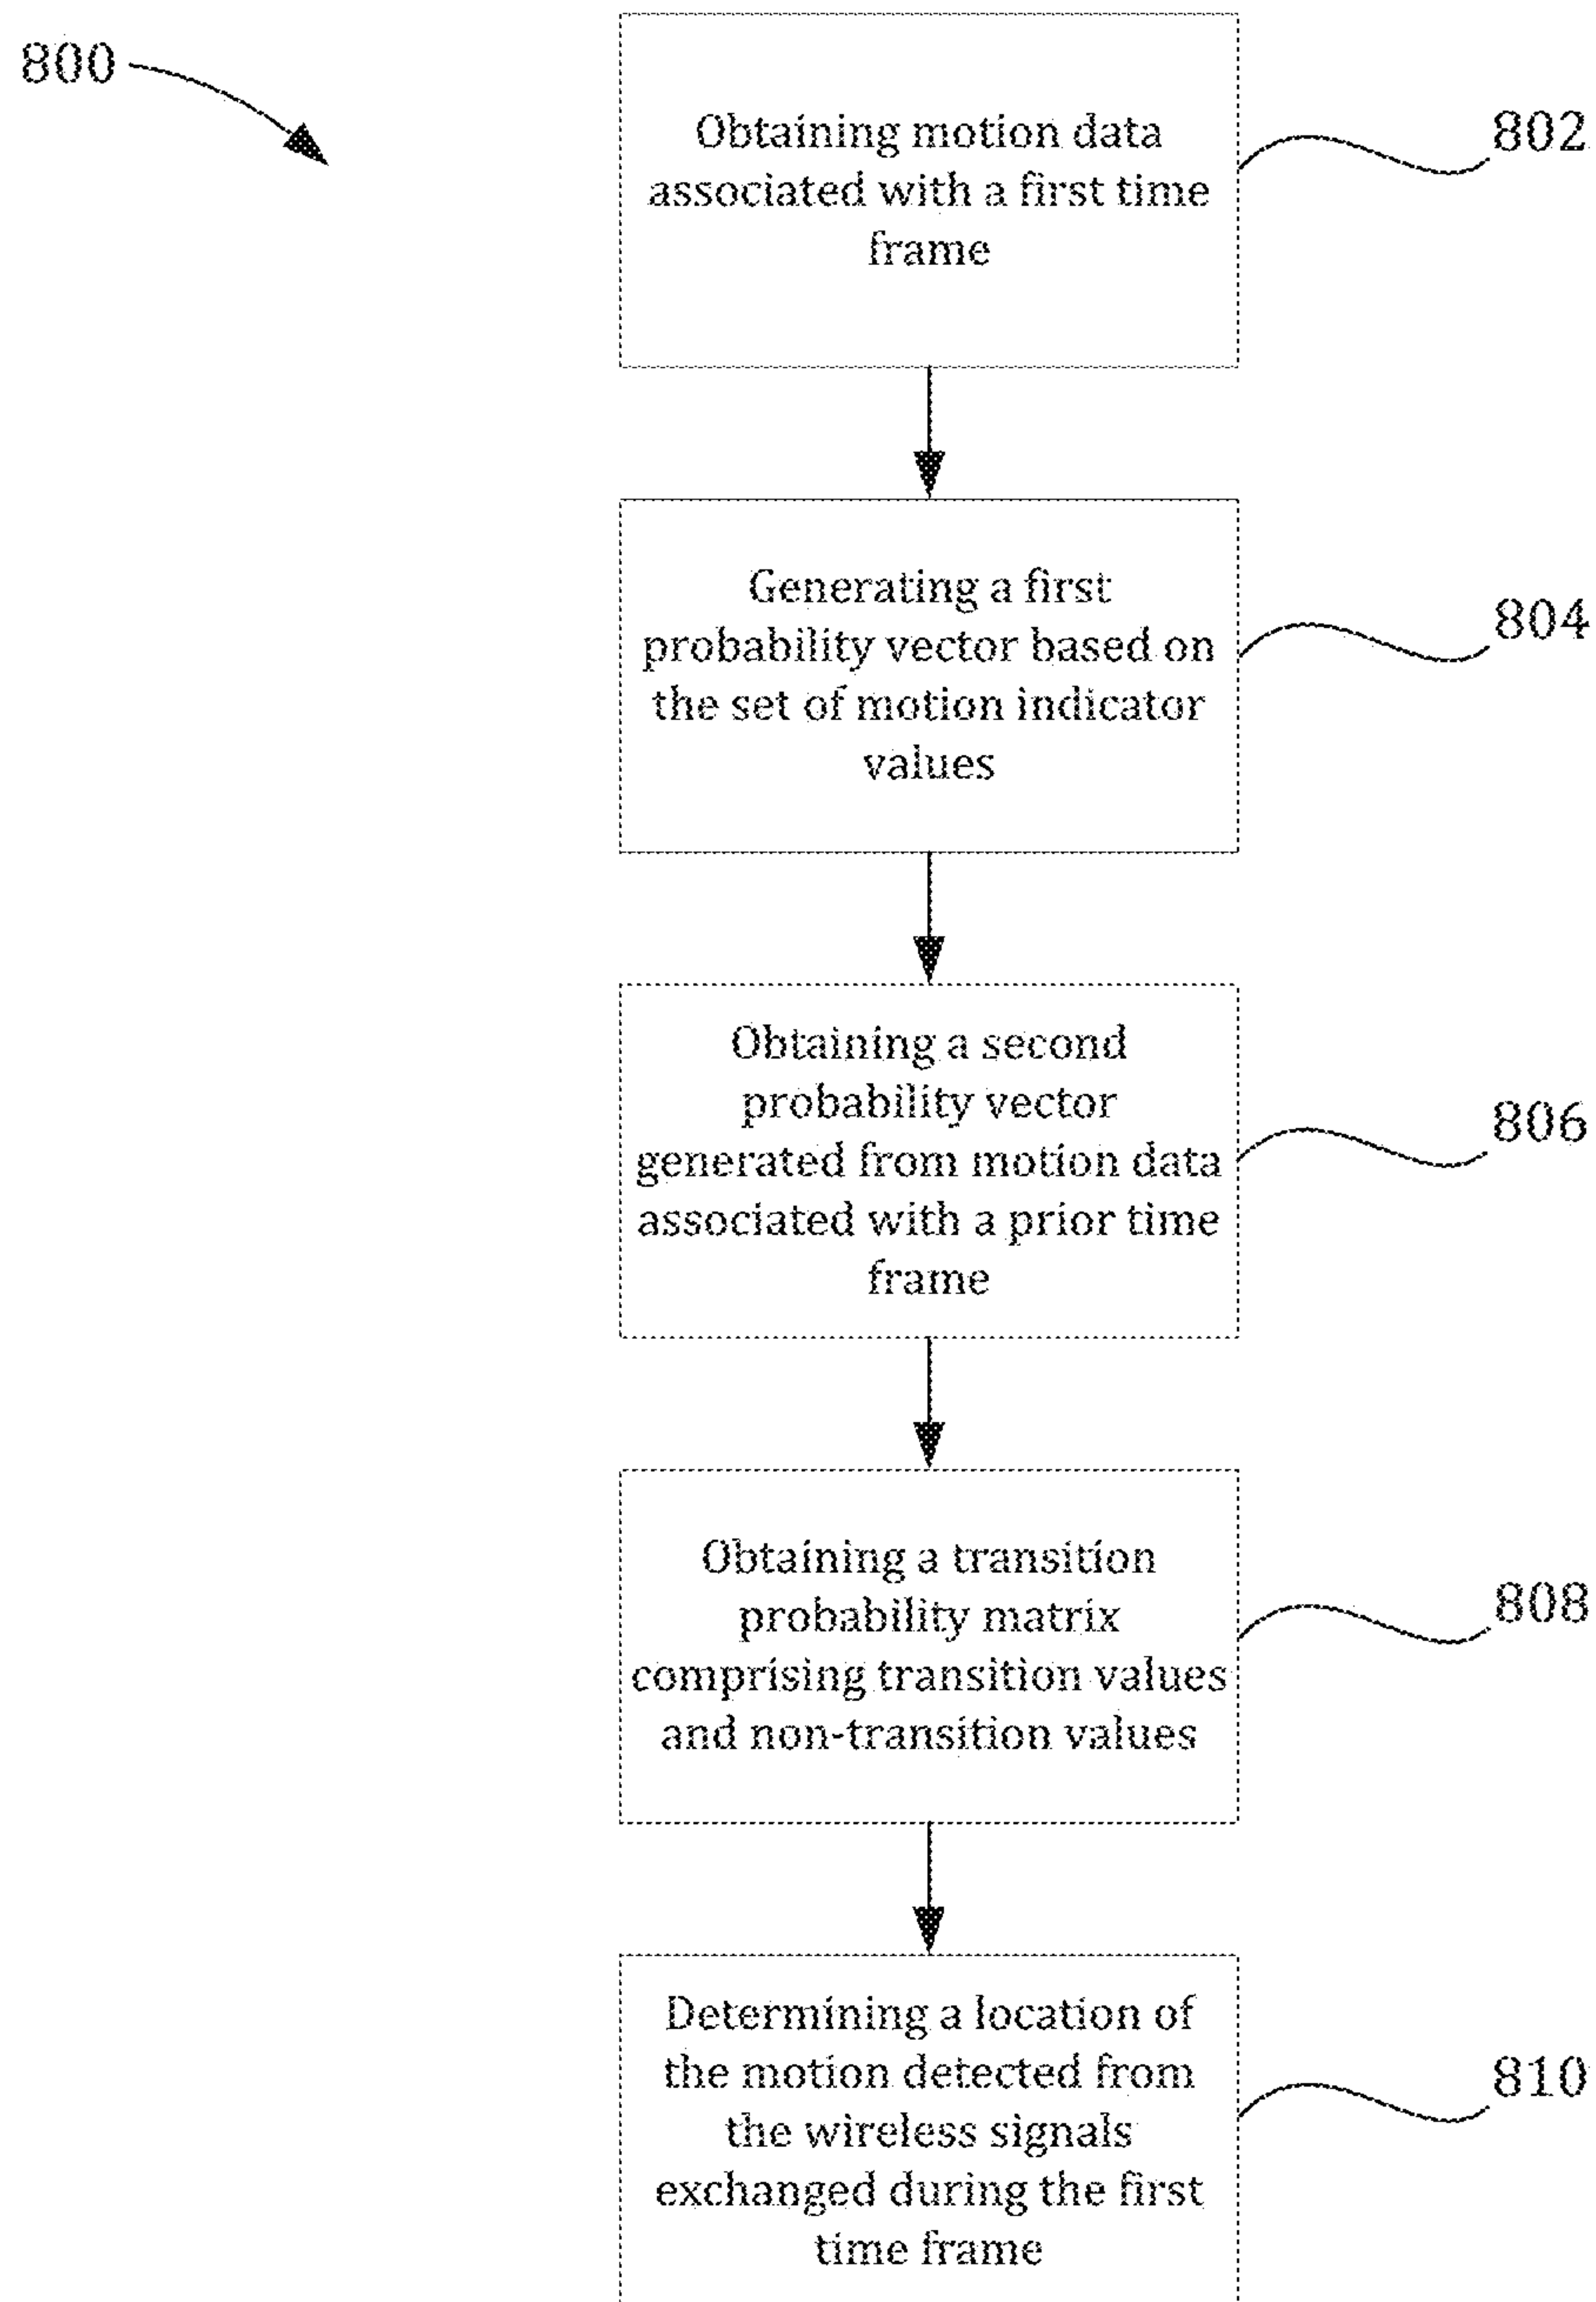 800
Obtaining motion data
associated with a first time
frame
802
Generating a first
probability vector based on
the set of motion indicator
values
804
Obtaining a second
probability vector
generated from motion data
associated with a prior time
frame
806
Obtaining a transition
probability matrix
comprising transition values
and non-transition values
808
Determining a location of
the motion detected from
the wireless signals
exchanged during the first
time frame
810